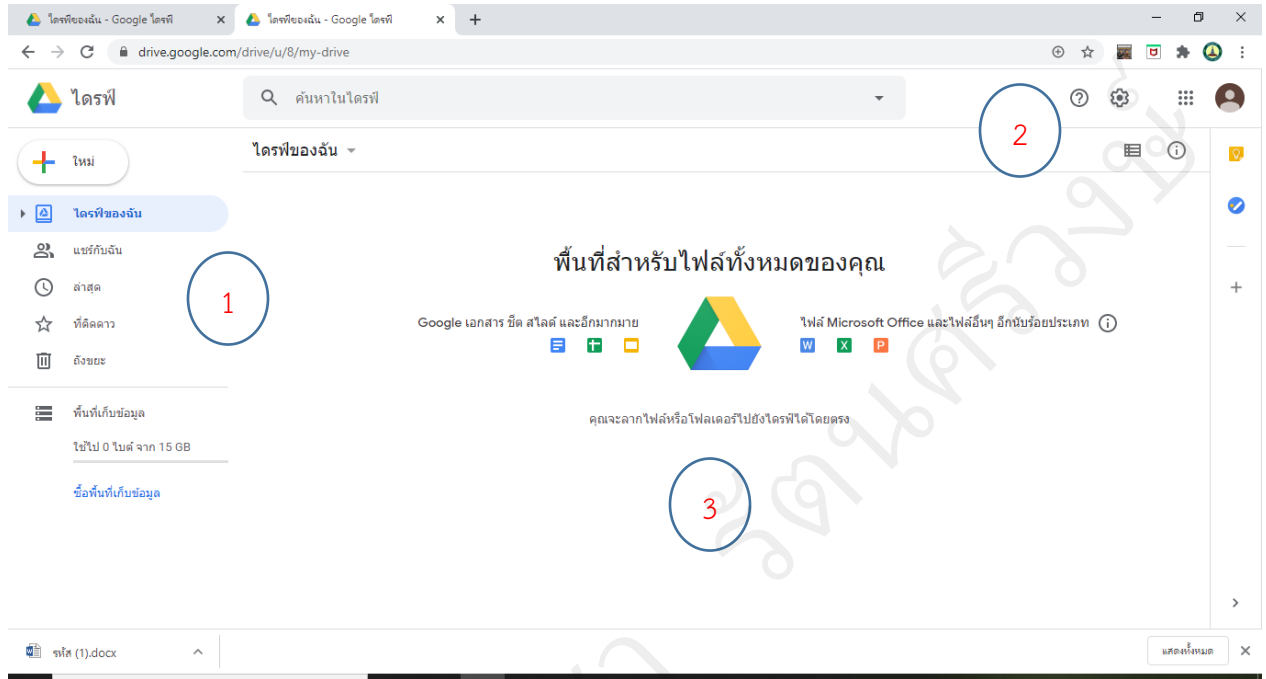 ไดรฟ์ของฉัน - Google ไดรฟ์
ไดรฟ์ของฉัน - Google ไดรฟ์
drive.google.com/drive/u/8/my-drive
ไดรฟ์
ค้นหาในไดรฟ์
2
ใหม่
ไดรฟ์ของฉัน
ไดรฟ์ของฉัน
แชร์กับฉัน
ล่าสุด
ที่ติดดาว
ถังขยะ
1
พื้นที่เก็บข้อมูล
ใช้ไป 0 ไบต์ จาก 15 GB
ซื้อพื้นที่เก็บข้อมูล
พื้นที่สำหรับไฟล์ทั้งหมดของคุณ
Google เอกสาร ชีต สไลด์ และอีกมากมาย
ไฟล์ Microsoft Office และไฟล์อื่นๆ อีกนับร้อยประเภท
W X P
คุณจะลากไฟล์หรือโฟลเดอร์ไปยังไดรฟ์ได้โดยตรง
3
รหัส (1).docx
แสดงทั้งหมด